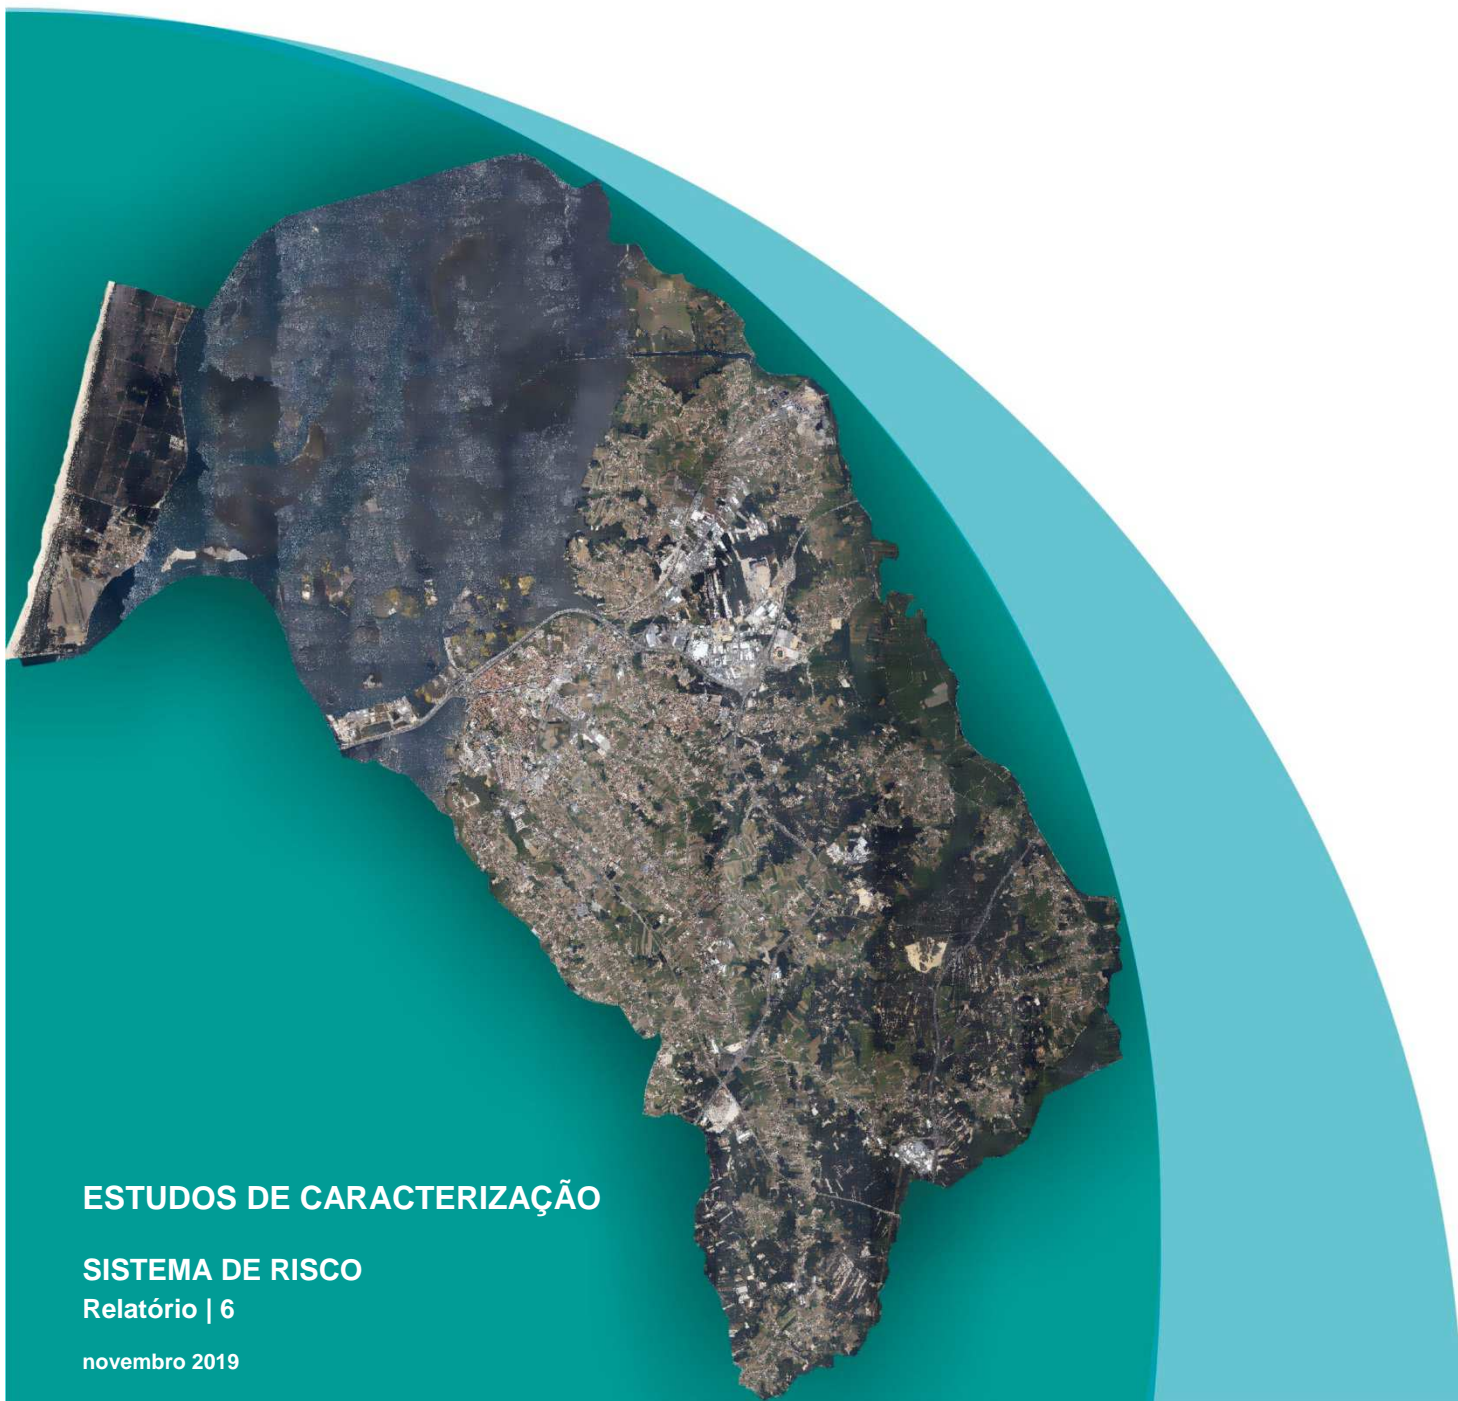 ESTUDOS DE CARACTERIZAÇÃO
SISTEMA DE RISCO
Relatório | 6
novembro 2019